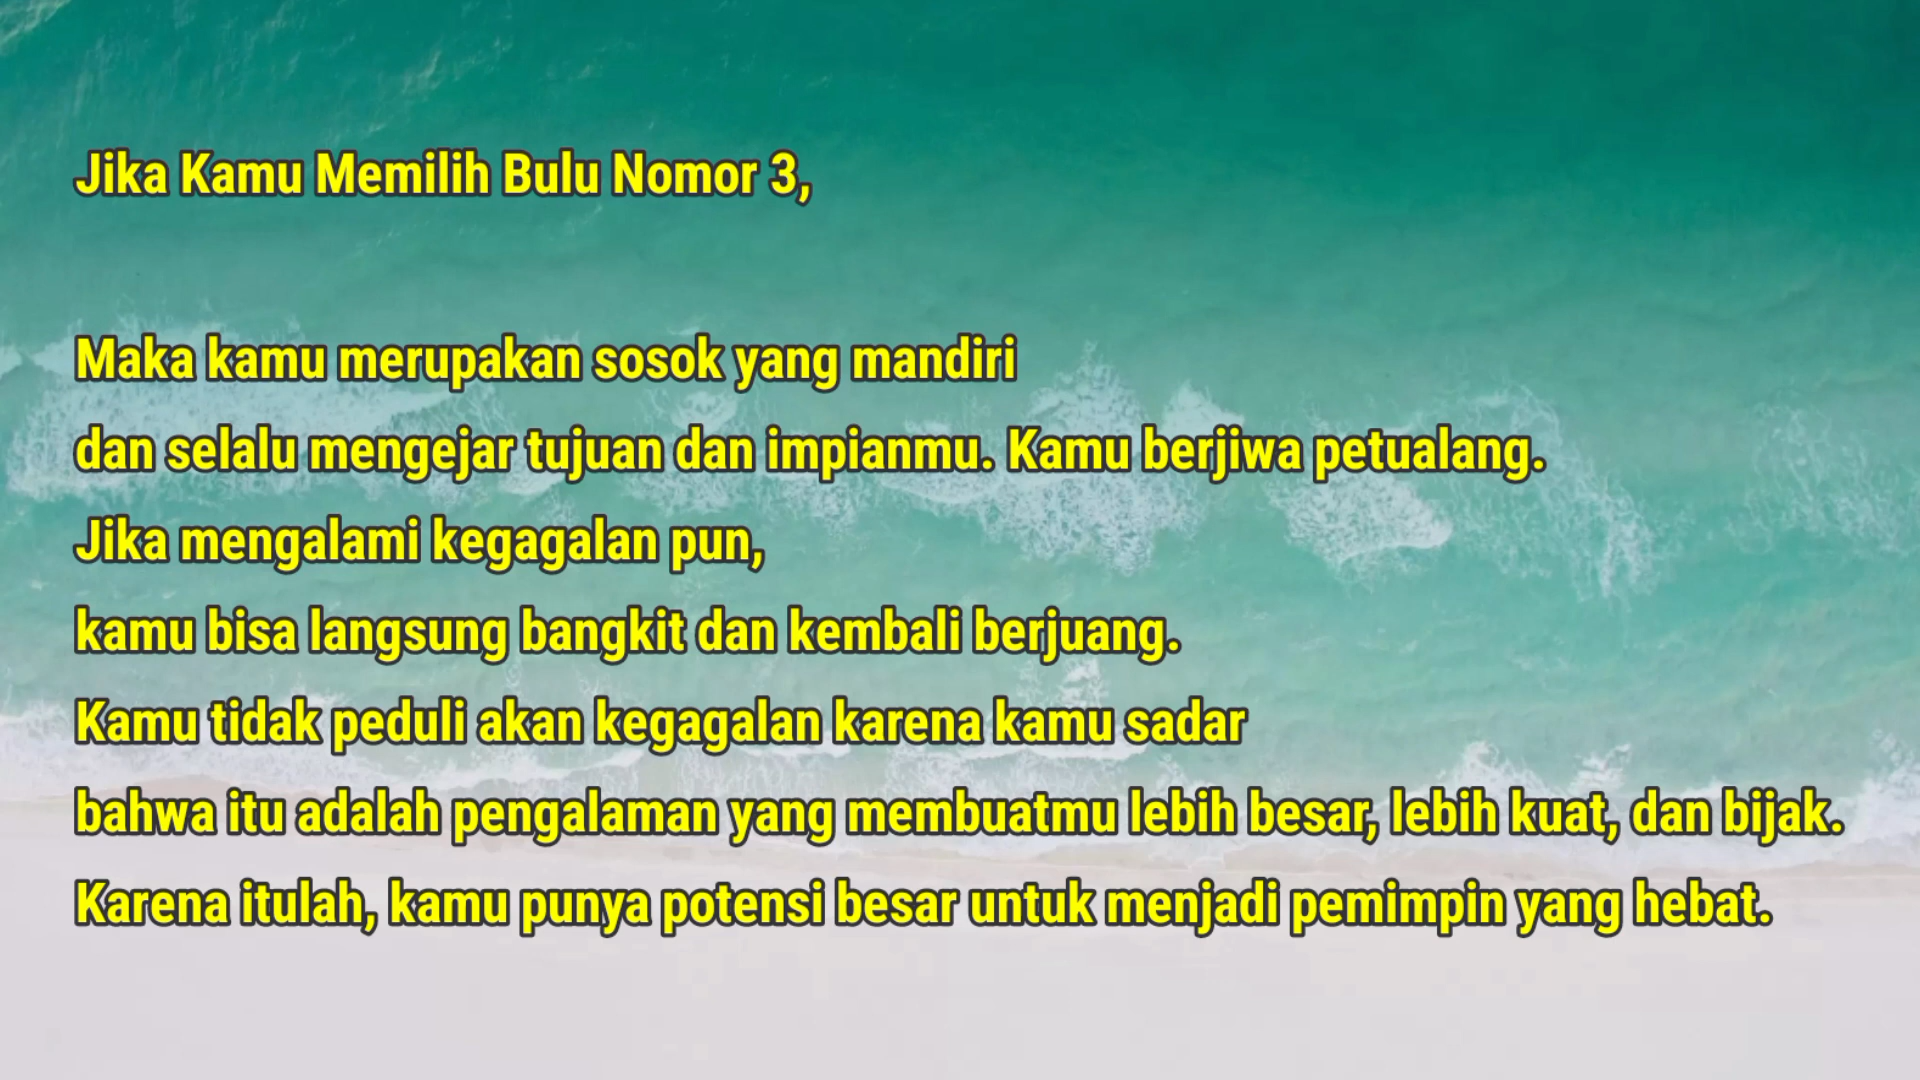 Jika Kamu Memilih Bulu Nomor 3,
Maka kamu merupakan sosok yang mandiri
dan selalu mengejar tujuan dan impianmu. Kamu berjiwa petualang.
Jika mengalami kegagalan pun,
kamu bisa langsung bangkit dan kembali berjuang.
Kamu tidak peduli akan kegagalan karena kamu sadar
bahwa itu adalah pengalaman yang membuatmu lebih besar, lebih kuat, dan bijak.
Karena itulah, kamu punya potensi besar untuk menjadi pemimpin yang hebat.